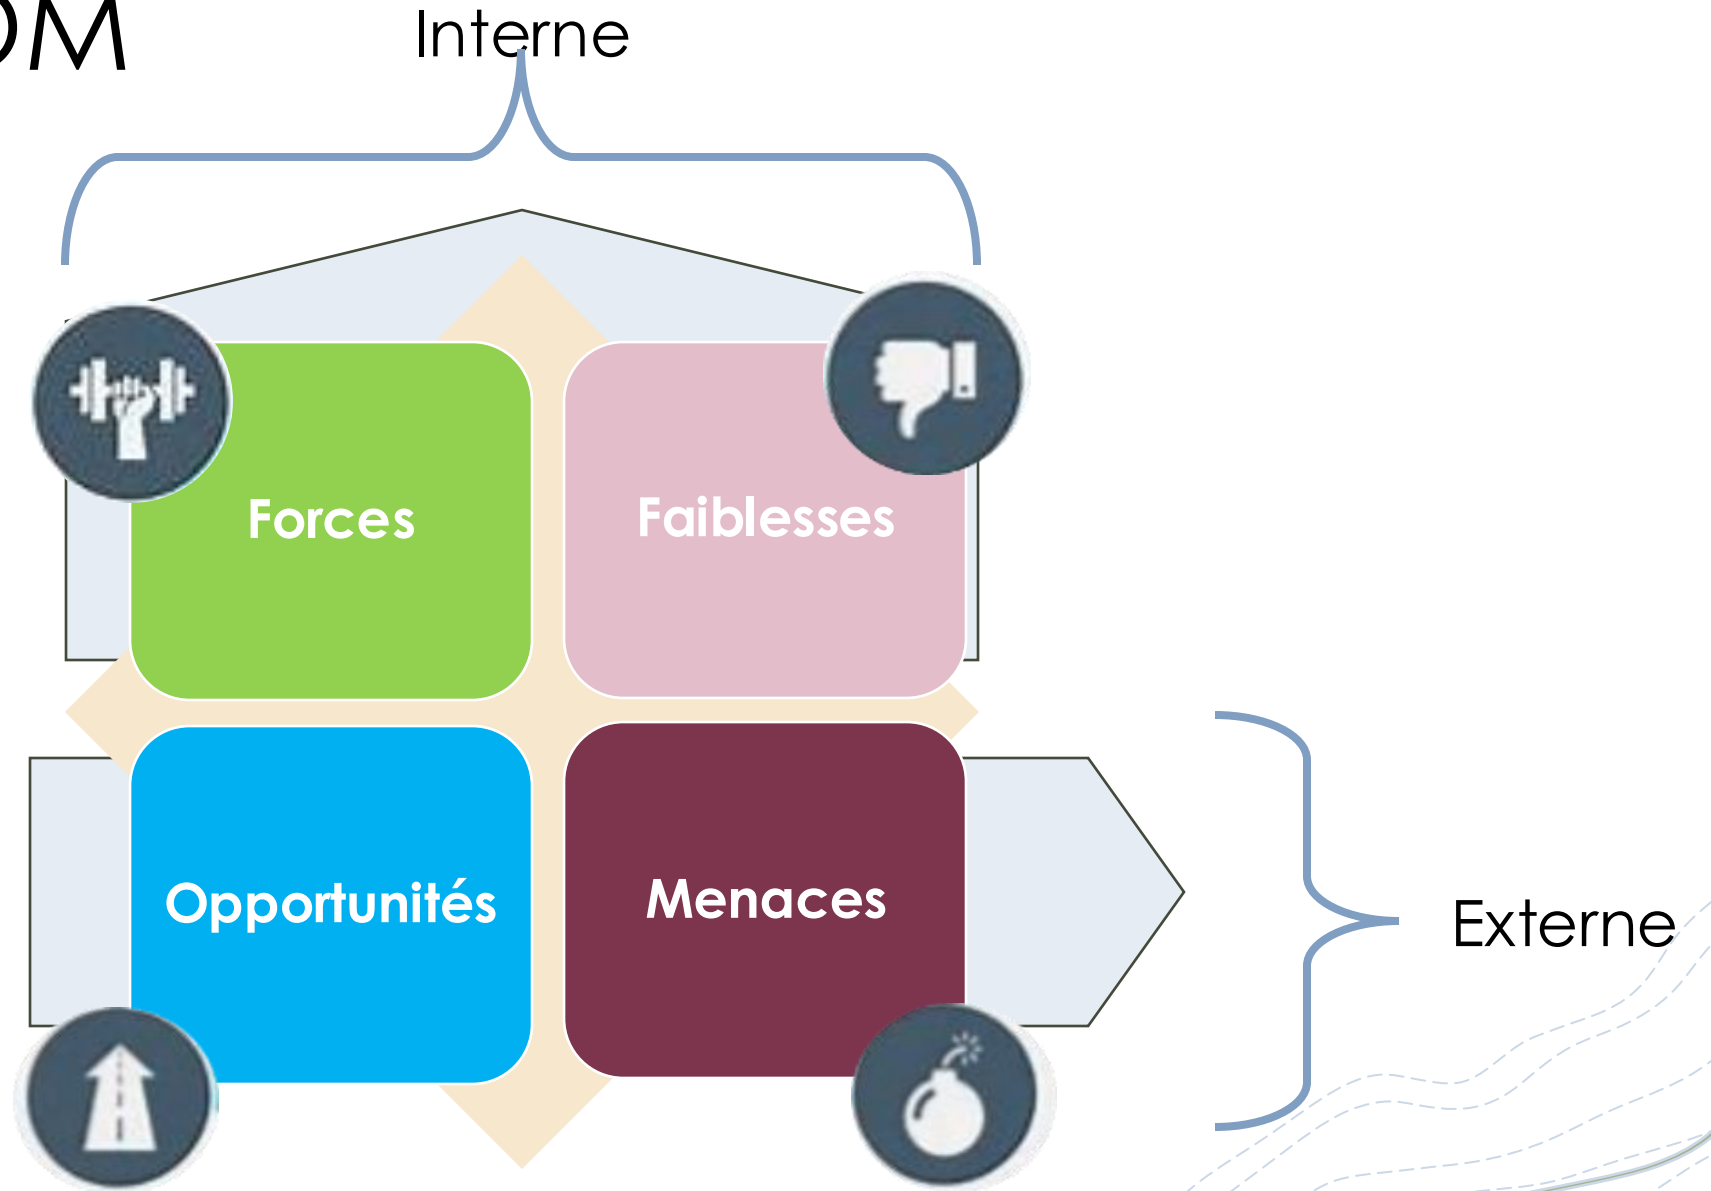 Interne
Forces
Faiblesses
Opportunités
Menaces
Externe